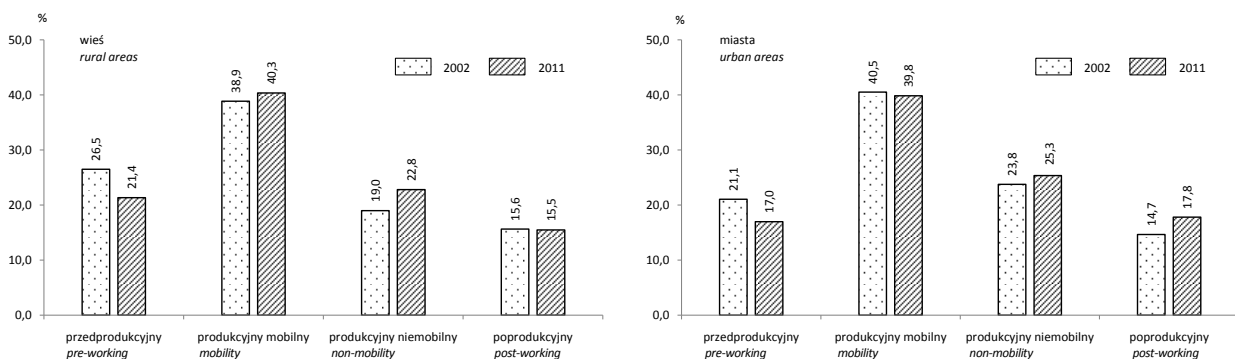 %
50,0
40,0
30,0
20,0
10,0
0,0
wieś
rural areas
2002 2011
26,5 21,4 38,9 40,3 19,0 22,8 15,6 15,5
przedprodukcyjny produkcyjny mobilny produkcyjny niemobilny poprodukcyjny
pre-working mobility non-mobility post-working
%
50,0
40,0
30,0
20,0
10,0
0,0
miasta
urban areas
2002 2011
21,1 17,0 40,5 39,8 23,8 25,3 14,7 17,8
przedprodukcyjny produkcyjny mobilny produkcyjny niemobilny poprodukcyjny
pre-working mobility non-mobility post-working